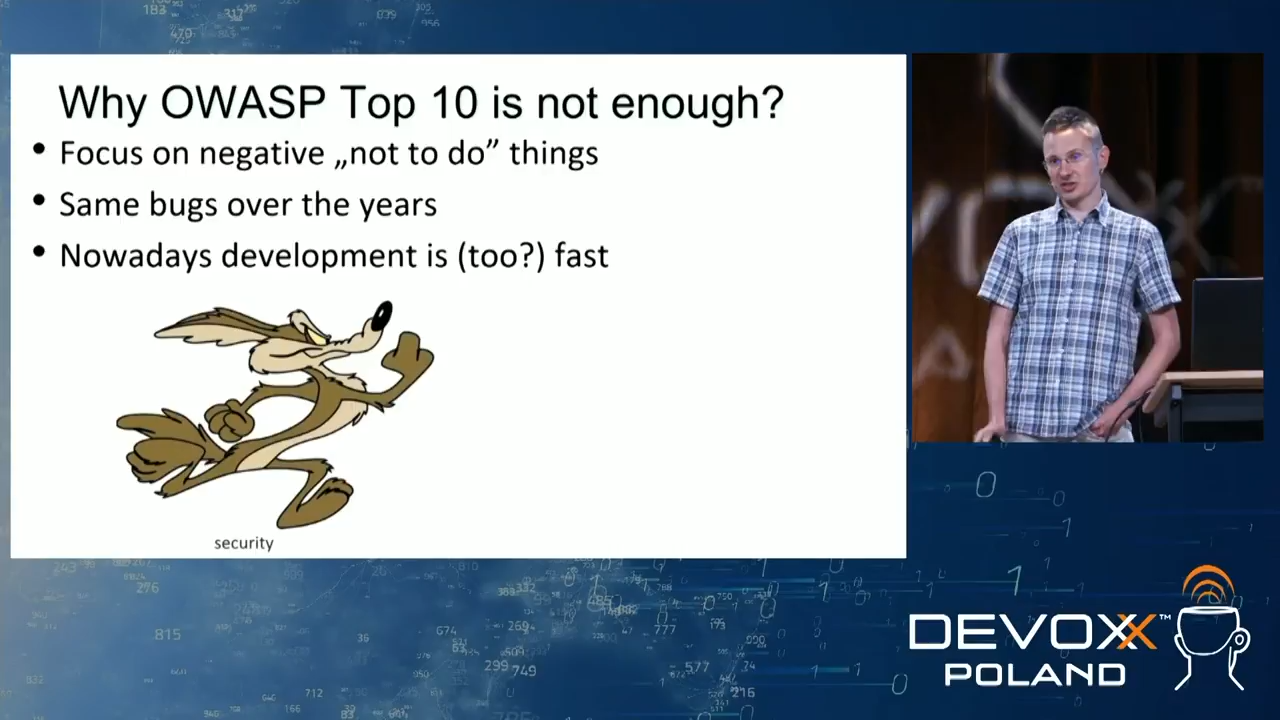 Why OWASP Top 10 is not enough?
• Focus on negative „not to do” things
• Same bugs over the years
• Nowadays development is (too?) fast
security
DEVOXX™
POLAND